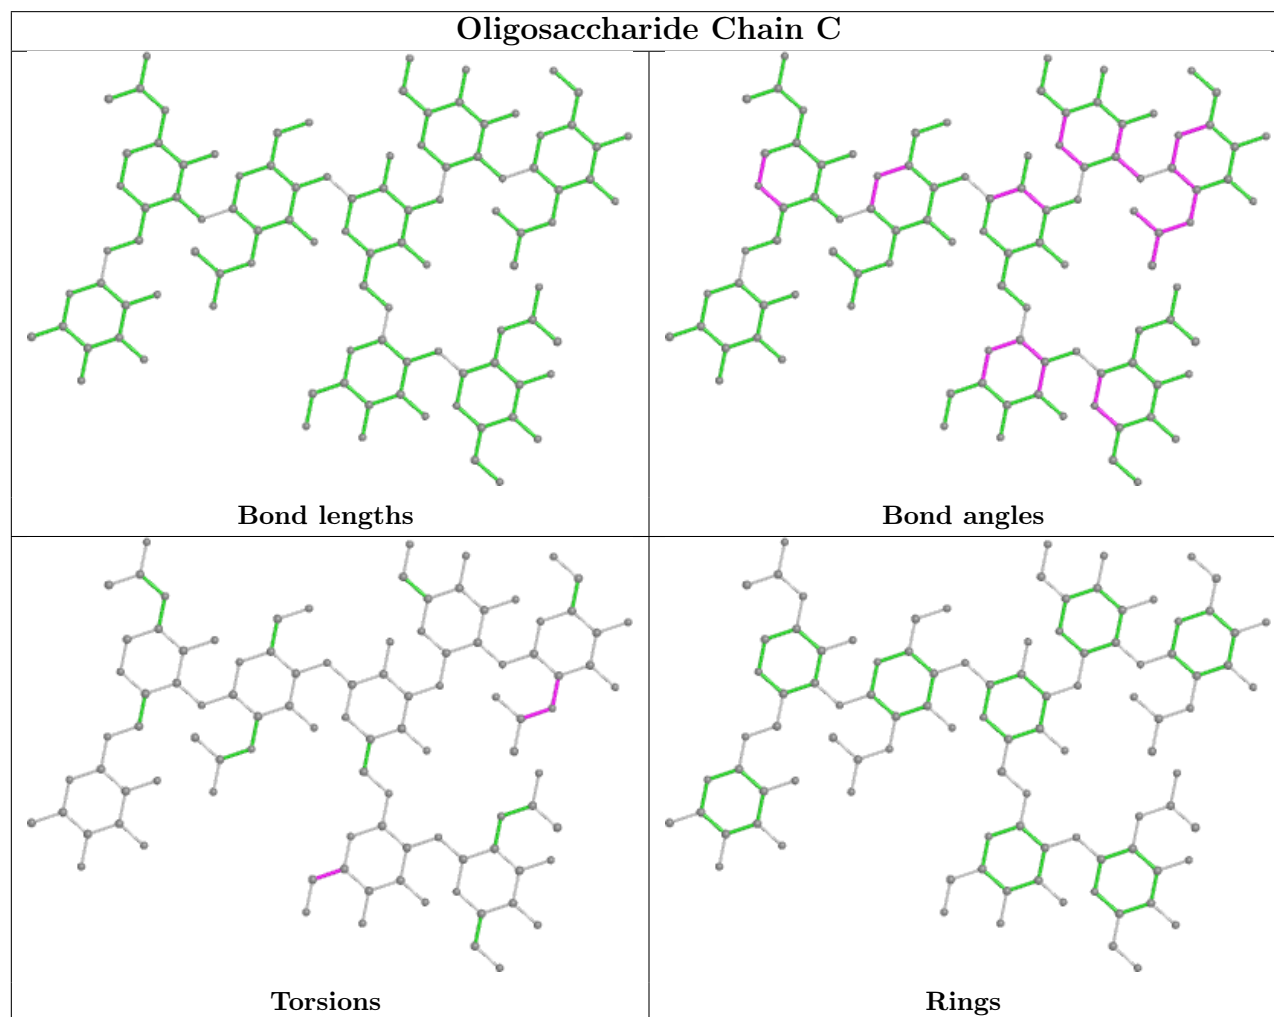 Oligosaccharide Chain C
Bond lengths
Bond angles
Torsions
Rings